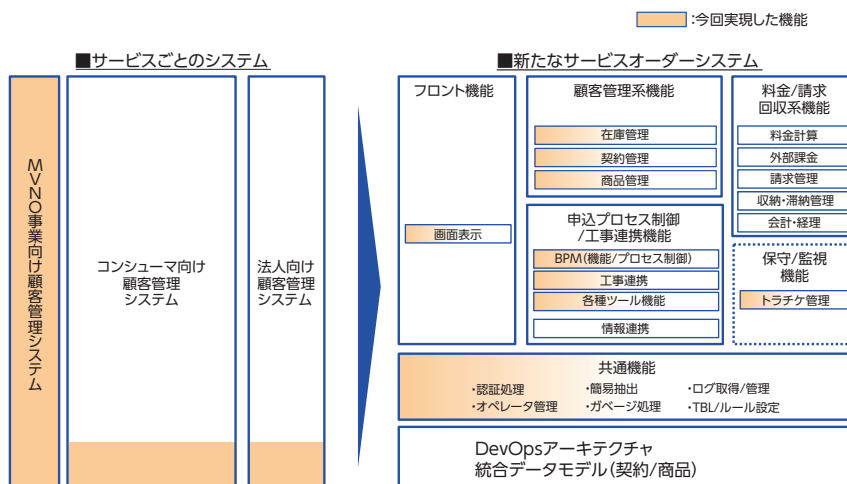 :今回実現した機能
■サービスごとのシステム
MVNO事業向け顧客管理システム
コンシューマ向け
顧客管理
システム
法人向け
顧客管理
システム
■新たなサービスオーダーシステム
フロント機能
画面表示
顧客管理系機能
在庫管理
契約管理
商品管理
申込プロセス制御
/工事連携機能
BPM(機能/プロセス制御)
工事連携
各種ツール機能
情報連携
料金/請求
回収系機能
料金計算
外部課金
請求管理
収納・滞納管理
会計・経理
保守/監視
機能
トラチケ管理
共通機能
・認証処理 ・簡易抽出 ・ログ取得/管理
・オペレータ管理 ・ガベージ処理 ・TBL/ルール設定
DevOpsアーキテクチャ
統合データモデル(契約/商品)